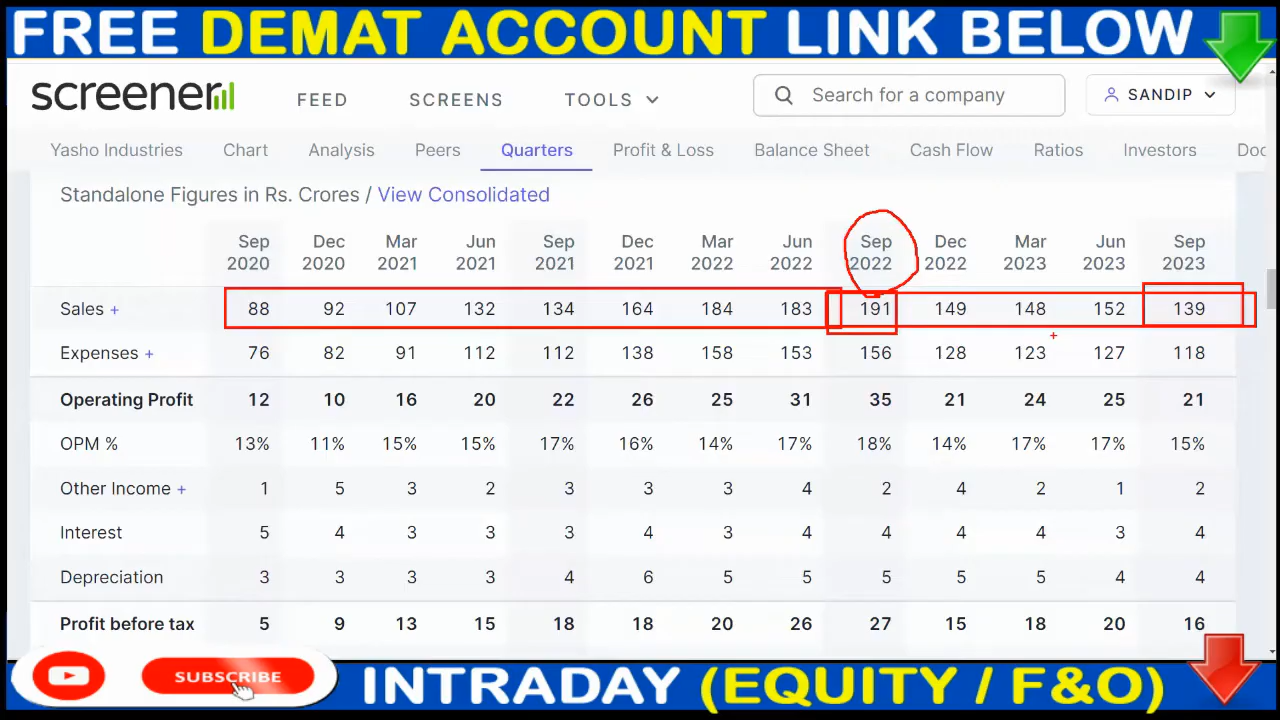 FREE DEMAT ACCOUNT LINK BELOW
screener FEED SCREENS TOOLS Search for a company SANDIP
Yasho Industries Chart Analysis Peers Quarters Profit & Loss Balance Sheet Cash Flow Ratios Investors Doc
Standalone Figures in Rs. Crores / View Consolidated
Sep Dec Mar Jun Sep Dec Mar Jun Sep Dec Mar Jun Sep
2020 2020 2021 2021 2021 2021 2022 2022 2022 2022 2023 2023 2023
Sales + 88 92 107 132 134 164 184 183 191 149 148 152 139
Expenses + 76 82 91 112 112 138 158 153 156 128 123 127 118
Operating Profit 12 10 16 20 22 26 25 31 35 21 24 25 21
OPM % 13% 11% 15% 15% 17% 16% 14% 17% 18% 14% 17% 17% 15%
Other Income + 1 5 3 2 3 3 3 4 2 4 2 1 2
Interest 5 4 3 3 3 4 4 4 4 4 4 3 4
Depreciation 3 3 3 3 4 6 5 5 5 5 5 4 4
Profit before tax 5 9 13 15 18 18 20 26 27 15 18 20 16
SUBSCRIBE INTRADAY (EQUITY / F&O)